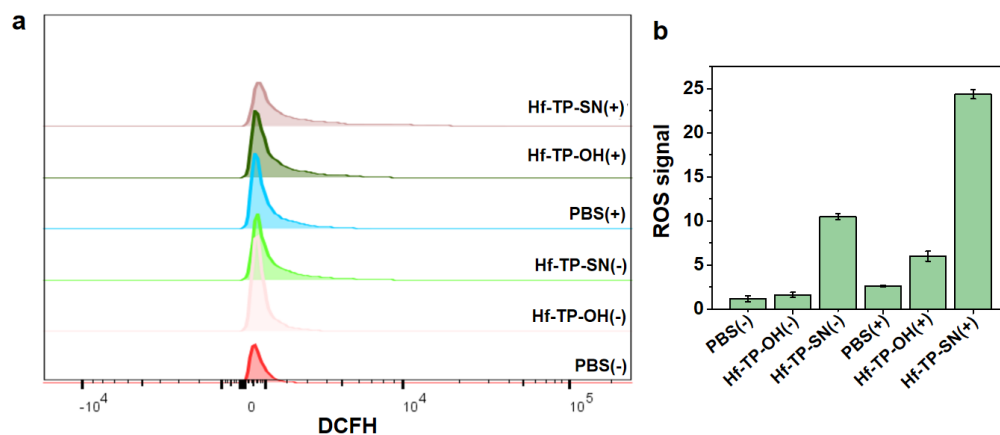 a
Hf-TP-SN(+)
Hf-TP-OH(+)
PBS(+)
Hf-TP-SN(-)
Hf-TP-OH(-)
PBS(-)
-10⁴
0
10⁴
10⁵
DCFH
b
ROS signal
25
20
15
10
5
0
PBS(-)
Hf-TP-OH(-)
Hf-TP-SN(-)
PBS(+)
Hf-TP-OH(+)
Hf-TP-SN(+)